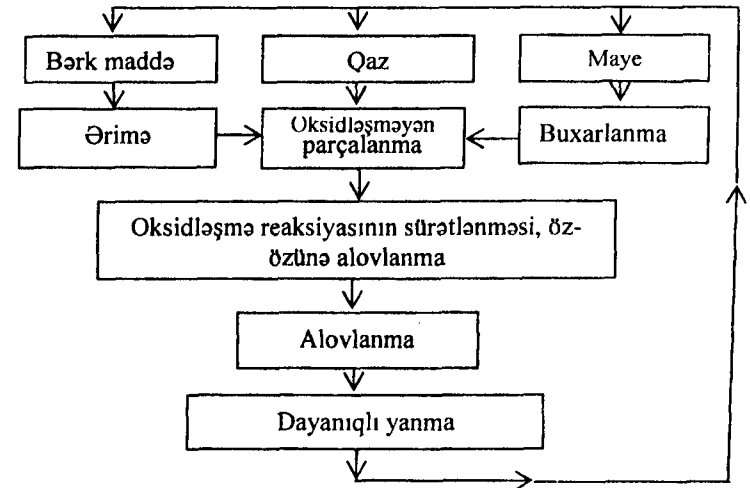 Bərk maddə
Qaz
Maye
Ərimə
Oksidləşməyən
parçalanma
Buxarlanma
Oksidləşmə reaksiyasının sürətlənməsi, öz-
özünə alovlanma
Alovlanma
Dayanıqlı yanma